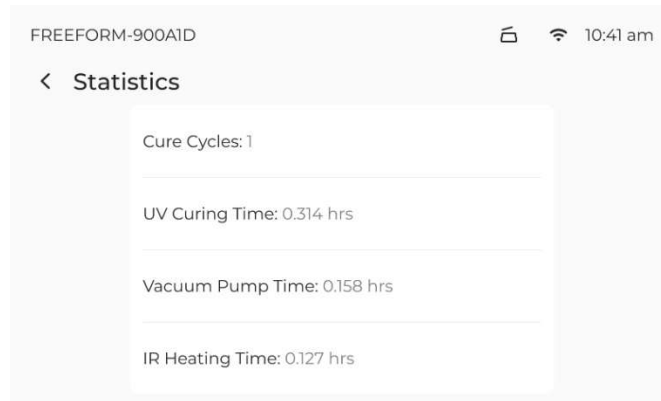 FREEFORM-900A1D 10:41 am
Statistics
Cure Cycles: 1
UV Curing Time: 0.314 hrs
Vacuum Pump Time: 0.158 hrs
IR Heating Time: 0.127 hrs